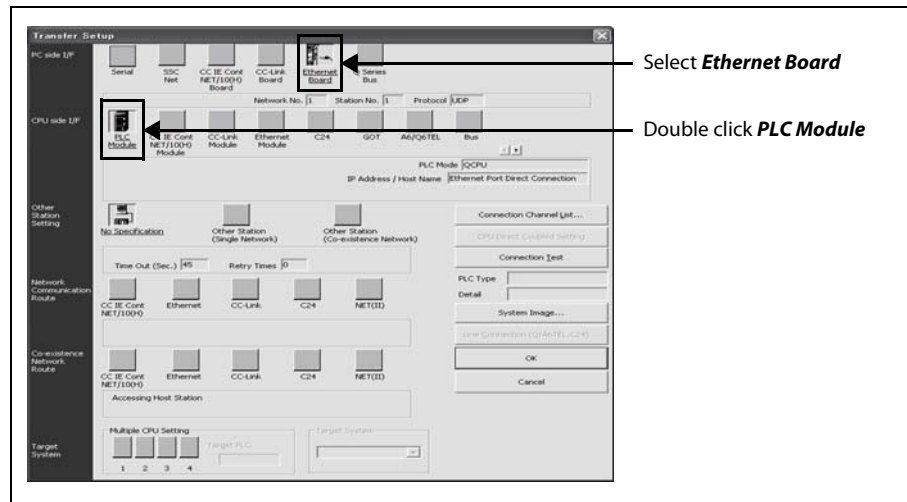 Transfer Setup
PC side I/F
Serial
SSC Net
CC IE Cont NET/10(H) Board
CC-Link Board
Ethernet Board
Q Series Bus
Select Ethernet Board
Network No. 1 Station No. 1 Protocol UDP
CPU side I/F
PLC Module
CC IE Cont NET/10(H) Module
CC-Link Module
Ethernet Module
C24
GOT
A6/Q6TEL
Bus
Double click PLC Module
PLC Mode QCPU
IP Address / Host Name Ethernet Port Direct Connection
Other Station Setting
No Specification
Other Station (Single Network)
Other Station (Co-existence Network)
Time Out (Sec.) 45 Retry Times 0
Connection Channel List...
CPU Direct Coupled Setting
Connection Test
PLC Type
Detail
System Image...
Line Connection (Q/A6TEL,C24)...
OK
Cancel
Network Communication Route
CC IE Cont NET/10(H)
Ethernet
CC-Link
C24
NET(II)
Co-existence Network Route
CC IE Cont NET/10(H)
Ethernet
CC-Link
C24
NET(II)
Accessing Host Station
Target System
Multiple CPU Setting
1 2 3 4
Target PLC
Target System